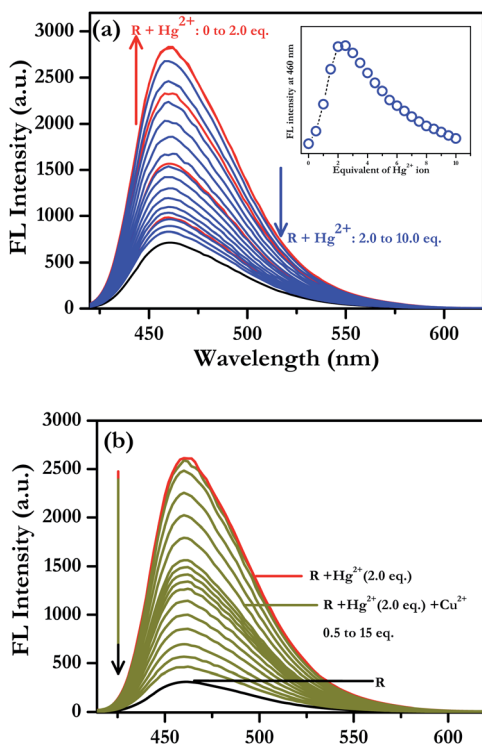 (a)
R + Hg²⁺: 0 to 2.0 eq.
R + Hg²⁺: 2.0 to 10.0 eq.
FL Intensity (a.u.)
3000
2500
2000
1500
1000
500
0
450
500
550
600
Wavelength (nm)
FL intensity at 460 nm
0
2
4
6
8
10
Equivalent of Hg²⁺ ion
(b)
FL Intensity (a.u.)
3000
2500
2000
1500
1000
500
0
R +Hg²⁺(2.0 eq.)
R +Hg²⁺(2.0 eq.) +Cu²⁺
0.5 to 15 eq.
R
450
500
550
600
Wavelength (nm)